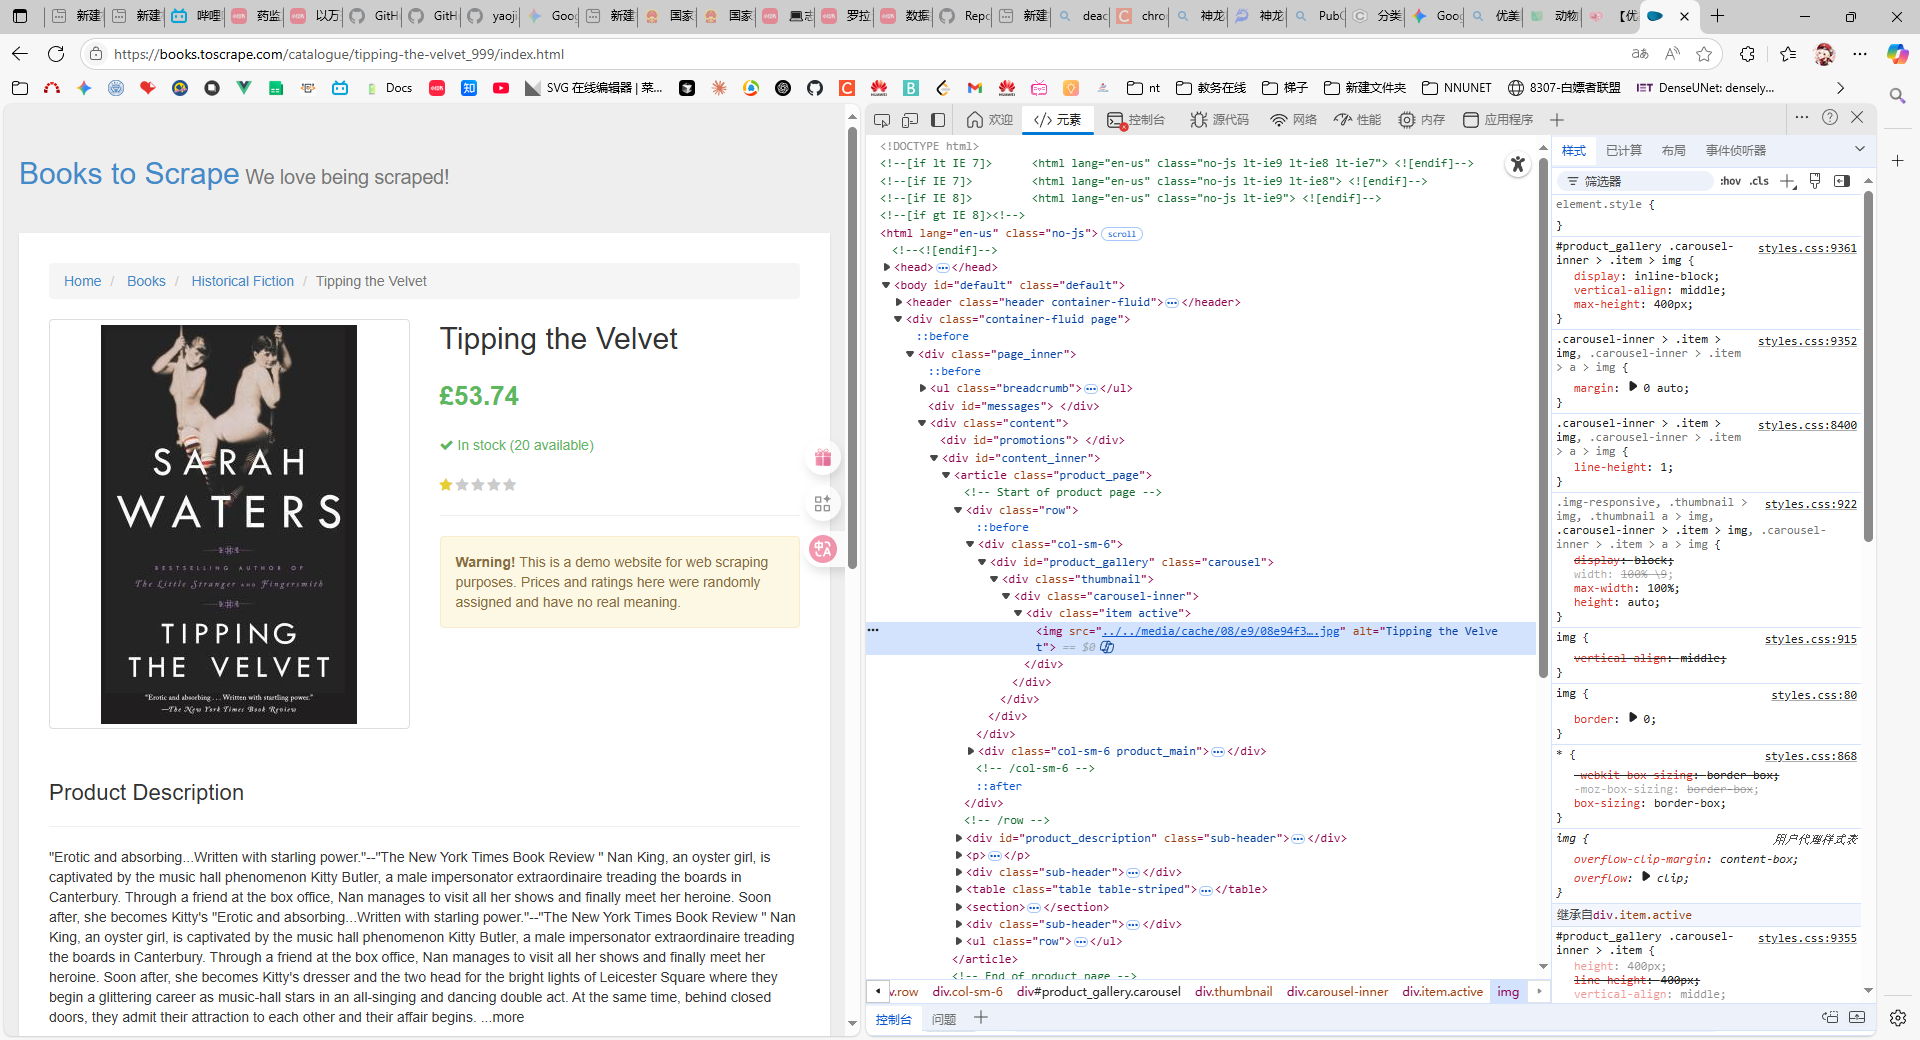 新建
新建
哔哩
药监
以万
GitH
GitH
yaoji
Goog
新建
国家
国家
罗拉
数据
Repo
新建
deac
chro
神龙
神龙
Pub
分类
Goog
优美
动物
【优
https://books.toscrape.com/catalogue/tipping-the-velvet_999/index.html
Docs
知
SVG 在线编辑器 | 菜...
nt
教务在线
梯子
新建文件夹
NNUNET
8307-白嫖者联盟
IET DenseUNet: densely...
Books to Scrape We love being scraped!
Home / Books / Historical Fiction / Tipping the Velvet
SARAH
WATERS
BESTSELLING AUTHOR OF
The Little Stranger AND Fingersmith
TIPPING
THE VELVET
"Erotic and absorbing . . . Written with startling power."
—The New York Times Book Review
Tipping the Velvet
£53.74
In stock (20 available)
Warning! This is a demo website for web scraping
purposes. Prices and ratings here were randomly
assigned and have no real meaning.
Product Description
"Erotic and absorbing...Written with starling power."--"The New York Times Book Review " Nan King, an oyster girl, is
captivated by the music hall phenomenon Kitty Butler, a male impersonator extraordinaire treading the boards in
Canterbury. Through a friend at the box office, Nan manages to visit all her shows and finally meet her heroine. Soon
after, she becomes Kitty's "Erotic and absorbing...Written with starling power."--"The New York Times Book Review " Nan
King, an oyster girl, is captivated by the music hall phenomenon Kitty Butler, a male impersonator extraordinaire treading
the boards in Canterbury. Through a friend at the box office, Nan manages to visit all her shows and finally meet her
heroine. Soon after, she becomes Kitty's dresser and the two head for the bright lights of Leicester Square where they
begin a glittering career as music-hall stars in an all-singing and dancing double act. At the same time, behind closed
doors, they admit their attraction to each other and their affair begins. ...more
欢迎
</> 元素
控制台
源代码
网络
性能
内存
应用程序
<!DOCTYPE html>
<!--[if lt IE 7]> <html lang="en-us" class="no-js lt-ie9 lt-ie8 lt-ie7"> <![endif]-->
<!--[if IE 7]> <html lang="en-us" class="no-js lt-ie9 lt-ie8"> <![endif]-->
<!--[if IE 8]> <html lang="en-us" class="no-js lt-ie9"> <![endif]-->
<!--[if gt IE 8]><!-->
<html lang="en-us" class="no-js"> scroll
<!--<![endif]-->
<head>⋯</head>
<body id="default" class="default">
<header class="header container-fluid">⋯</header>
<div class="container-fluid page">
::before
<div class="page_inner">
::before
<ul class="breadcrumb">⋯</ul>
<div id="messages"> </div>
<div class="content">
<div id="promotions"> </div>
<div id="content_inner">
<article class="product_page">
<!-- Start of product page -->
<div class="row">
::before
<div class="col-sm-6">
<div id="product_gallery" class="carousel">
<div class="thumbnail">
<div class="carousel-inner">
<div class="item active">
<img src="../../media/cache/08/e9/08e94f3….jpg" alt="Tipping the Velve
t"> == $0
</div>
</div>
</div>
</div>
</div>
<div class="col-sm-6 product_main">⋯</div>
<!-- /col-sm-6 -->
::after
</div>
<!-- /row -->
<div id="product_description" class="sub-header">⋯</div>
<p>⋯</p>
<div class="sub-header">⋯</div>
<table class="table table-striped">⋯</table>
<section>⋯</section>
<div class="sub-header">⋯</div>
<ul class="row">⋯</ul>
</article>
<!-- End of product page -->
v.row
div.col-sm-6
div#product_gallery.carousel
div.thumbnail
div.carousel-inner
div.item.active
img
控制台
问题
样式
已计算
布局
事件侦听器
筛选器
:hov .cls
element.style {
}
#product_gallery .carousel- styles.css:9361
inner > .item > img {
display: inline-block;
vertical-align: middle;
max-height: 400px;
}
.carousel-inner > .item > styles.css:9352
img, .carousel-inner > .item
> a > img {
margin: 0 auto;
}
.carousel-inner > .item > styles.css:8400
img, .carousel-inner > .item
> a > img {
line-height: 1;
}
.img-responsive, .thumbnail > styles.css:922
img, .thumbnail a > img,
.carousel-inner > .item > img, .carousel-
inner > .item > a > img {
display: block;
width: 100% \9;
max-width: 100%;
height: auto;
}
img { styles.css:915
vertical-align: middle;
}
img { styles.css:80
border: 0;
}
* { styles.css:868
-webkit-box-sizing: border-box;
-moz-box-sizing: border-box;
box-sizing: border-box;
}
img { 用户代理样式表
overflow-clip-margin: content-box;
overflow: clip;
}
继承自div.item.active
#product_gallery .carousel- styles.css:9355
inner > .item {
height: 400px;
line-height: 400px;
vertical-align: middle;